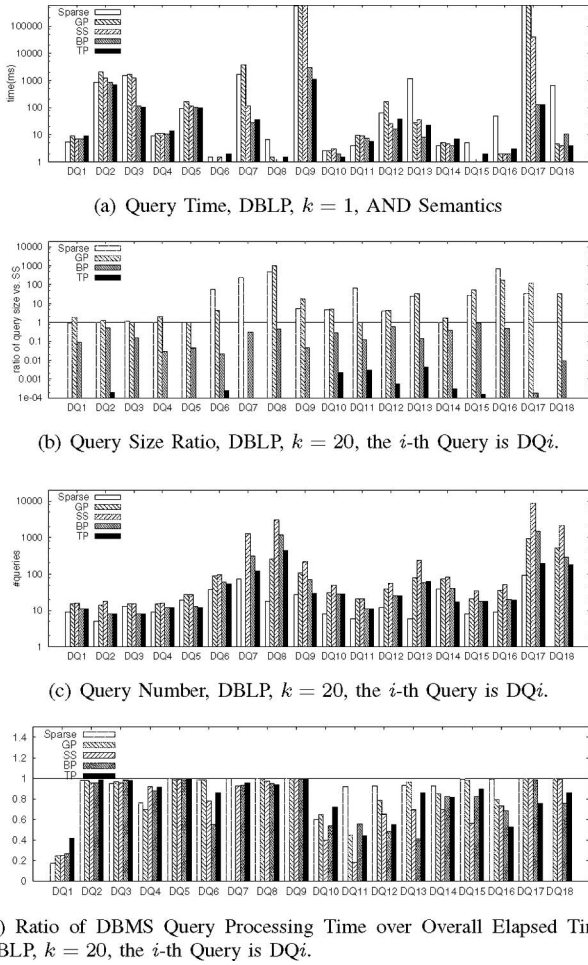 100000
10000
1000
100
10
1
time(ms)
Sparse
GP
SS
BP
TP
DQ1 DQ2 DQ3 DQ4 DQ5 DQ6 DQ7 DQ8 DQ9 DQ10 DQ11 DQ12 DQ13 DQ14 DQ15 DQ16 DQ17 DQ18
(a) Query Time, DBLP, k = 1, AND Semantics
10000
1000
100
10
1
0.1
0.01
0.001
1e-04
ratio of query size vs. SS
Sparse
GP
BP
TP
DQ1 DQ2 DQ3 DQ4 DQ5 DQ6 DQ7 DQ8 DQ9 DQ10 DQ11 DQ12 DQ13 DQ14 DQ15 DQ16 DQ17 DQ18
(b) Query Size Ratio, DBLP, k = 20, the i-th Query is DQi.
10000
1000
100
10
1
#queries
Sparse
GP
SS
BP
TP
DQ1 DQ2 DQ3 DQ4 DQ5 DQ6 DQ7 DQ8 DQ9 DQ10 DQ11 DQ12 DQ13 DQ14 DQ15 DQ16 DQ17 DQ18
(c) Query Number, DBLP, k = 20, the i-th Query is DQi.
1.4
1.2
1
0.8
0.6
0.4
0.2
0
Sparse
GP
SS
BP
TP
DQ1 DQ2 DQ3 DQ4 DQ5 DQ6 DQ7 DQ8 DQ9 DQ10 DQ11 DQ12 DQ13 DQ14 DQ15 DQ16 DQ17 DQ18
) Ratio of DBMS Query Processing Time over Overall Elapsed Tim
BLP, k = 20, the i-th Query is DQi.